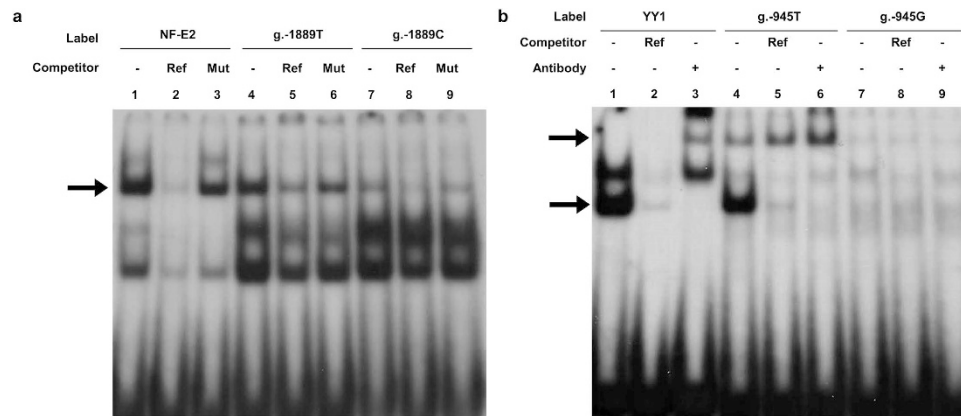 a
Label NF-E2 g.-1889T g.-1889C
Competitor - Ref Mut - Ref Mut - Ref Mut
1 2 3 4 5 6 7 8 9
b
Label YY1 g.-945T g.-945G
Competitor - Ref - - Ref - - Ref -
Antibody - - + - - + - - +
1 2 3 4 5 6 7 8 9